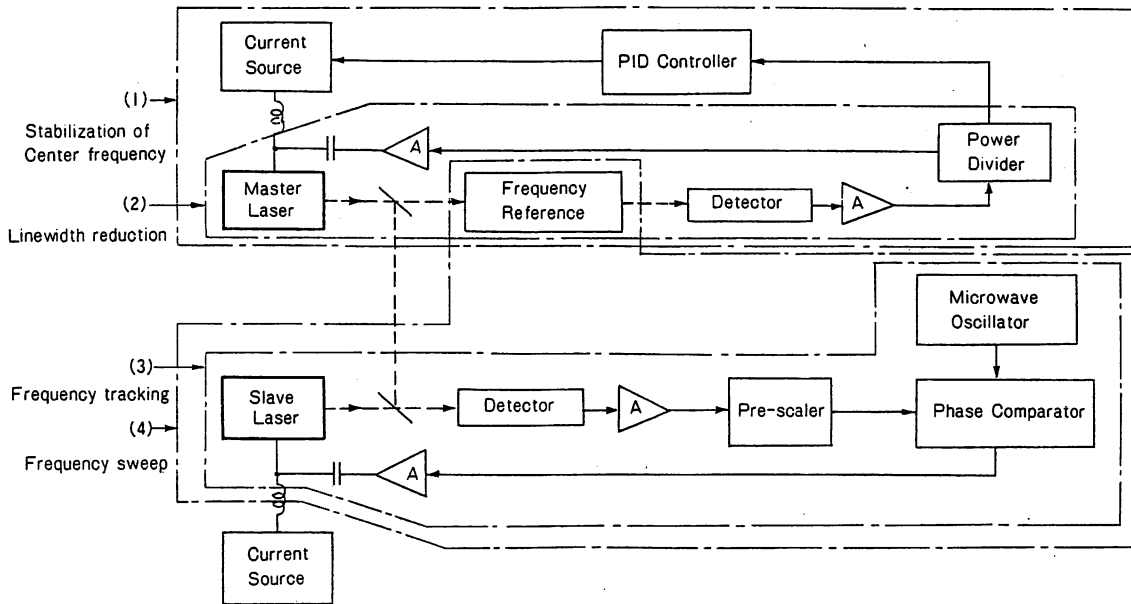 Current
Source
PID Controller
(1)
Stabilization of
Center frequency
A
Power
Divider
(2)
Linewidth reduction
Master
Laser
Frequency
Reference
Detector
A
Microwave
Oscillator
(3)
Frequency tracking
(4)
Frequency sweep
Slave
Laser
Detector
A
Pre-scaler
Phase Comparator
A
Current
Source